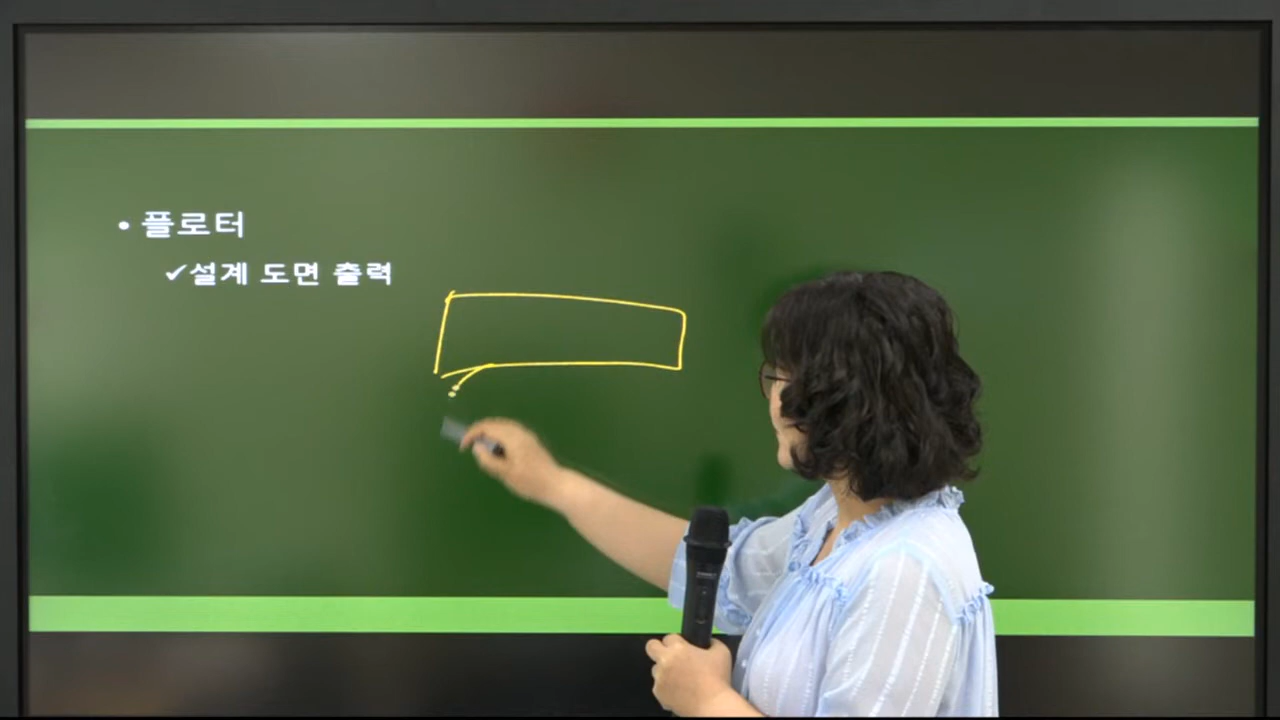 • 플로터
✓설계 도면 출력